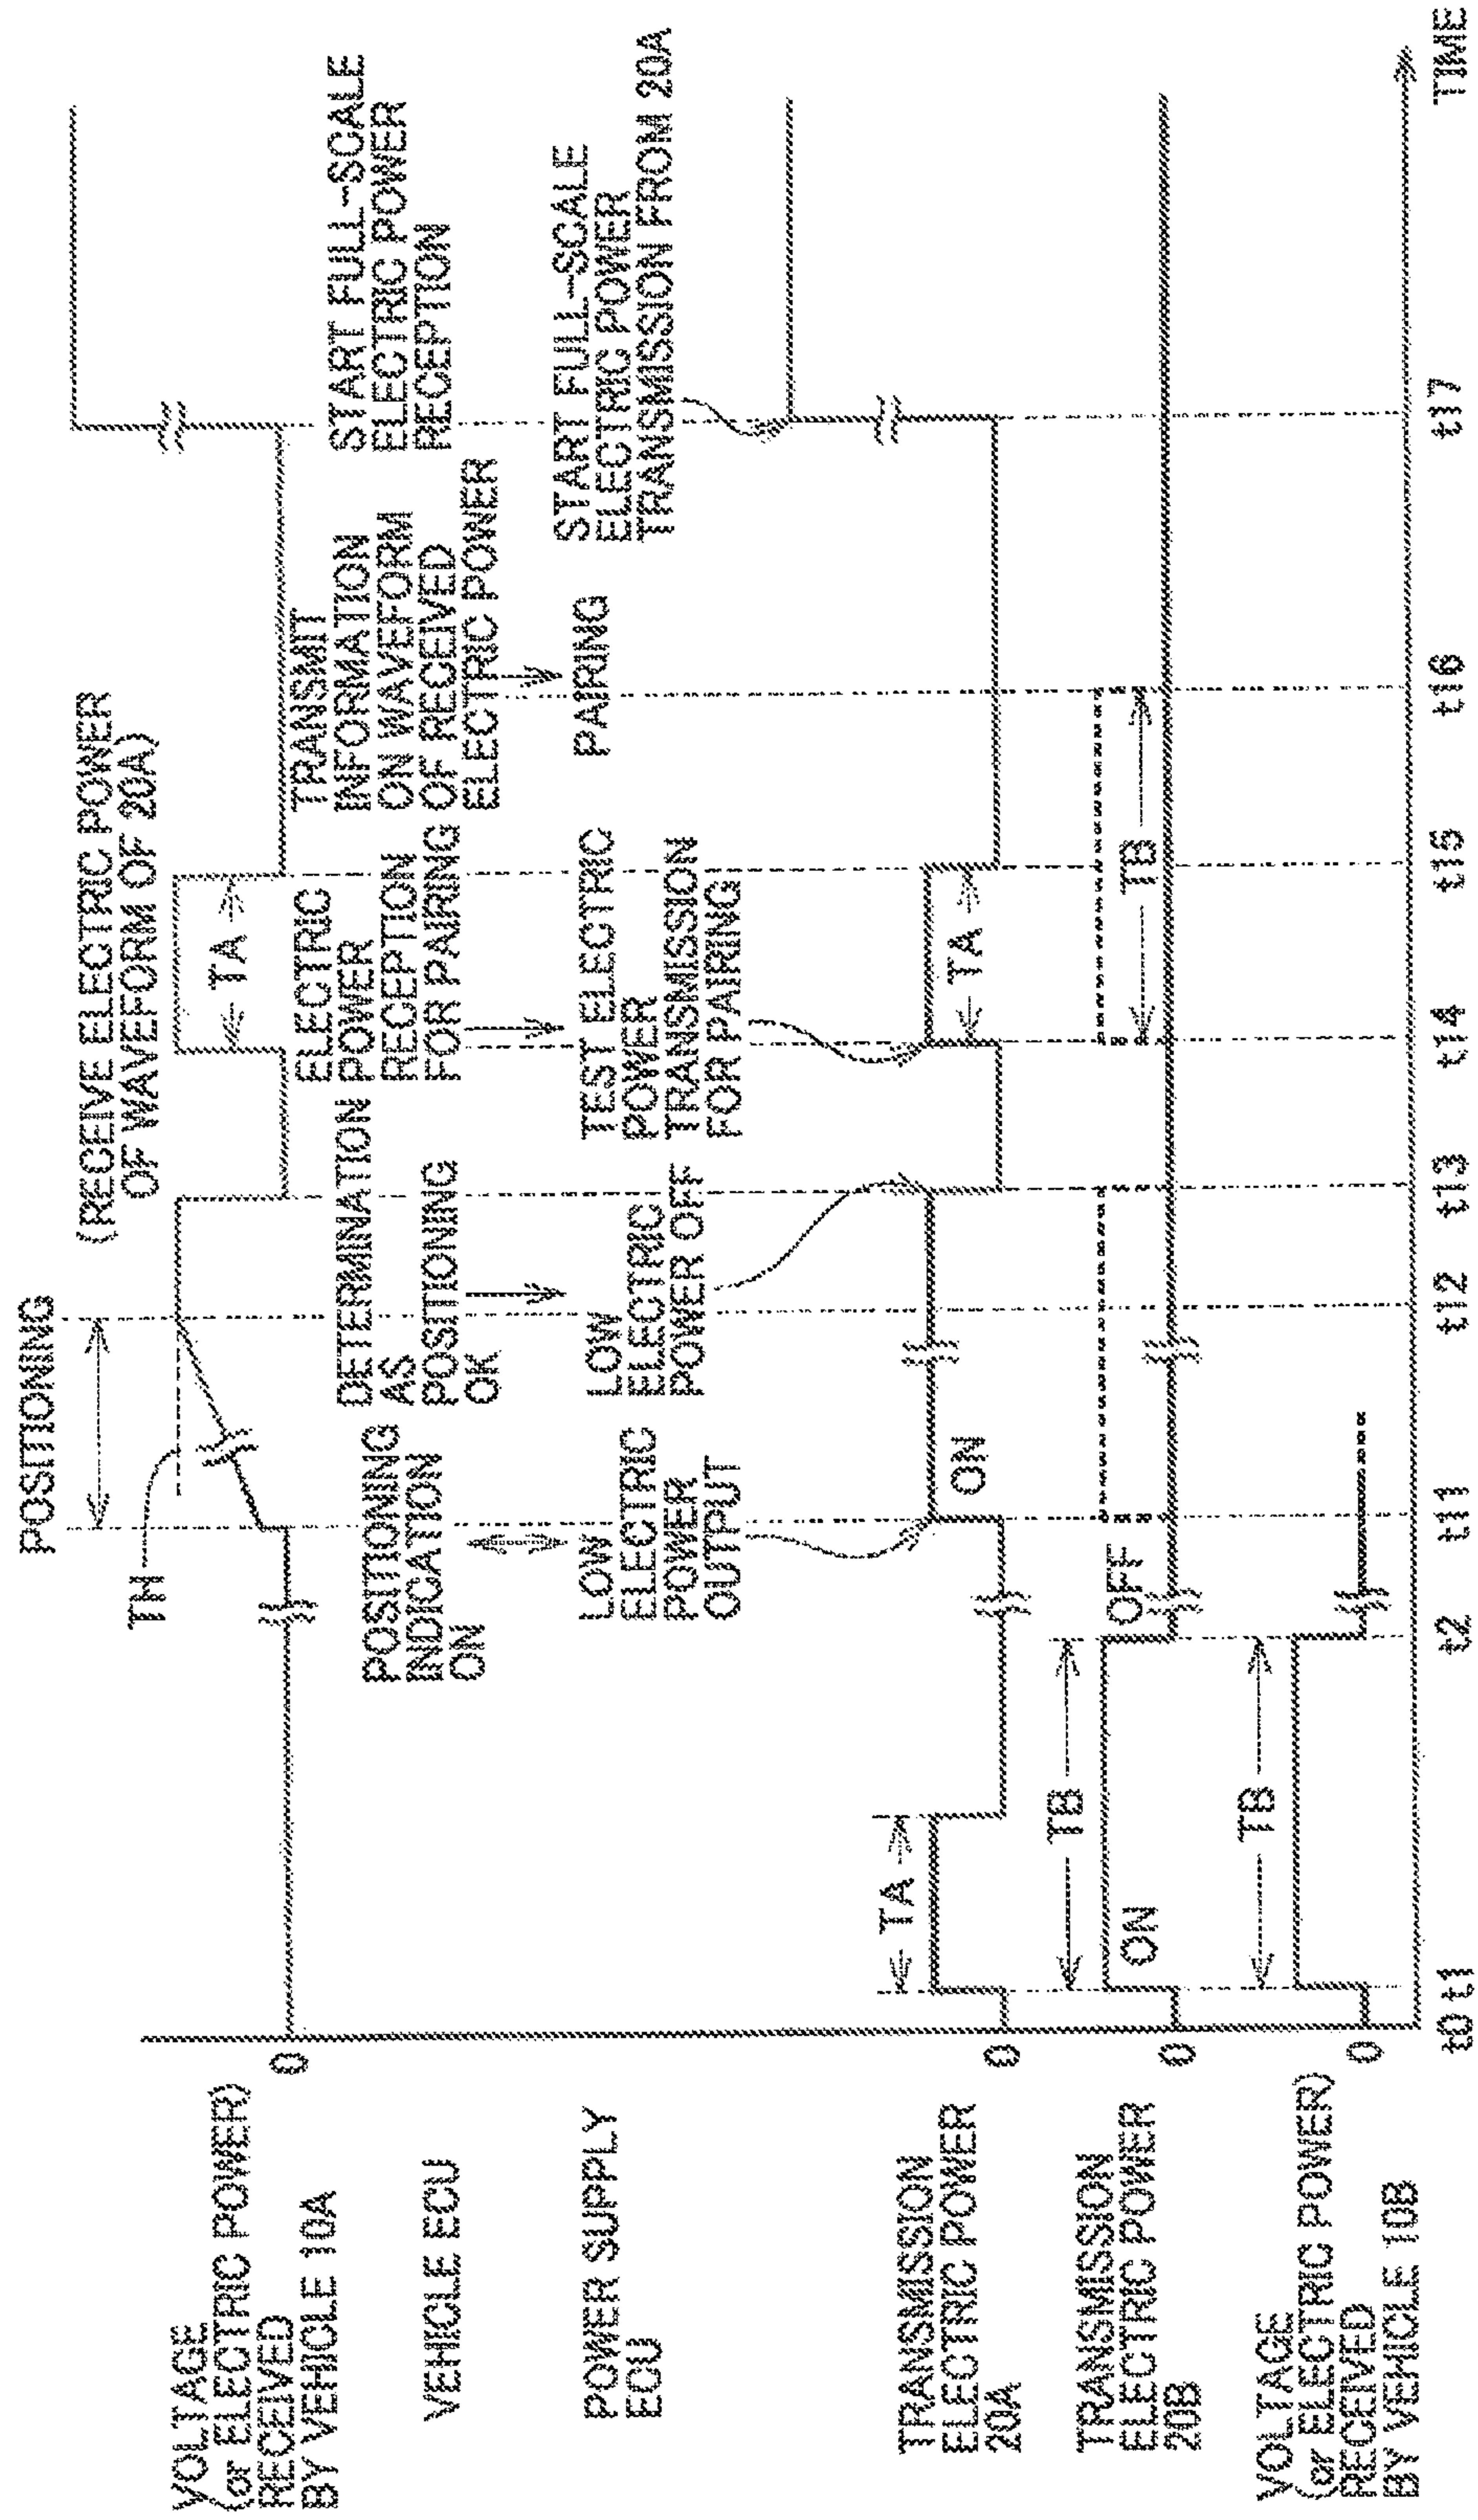 POSITIONING
(RECEIVE ELECTRIC POWER
OF WAVEFORM OF 20A)
TH
TA
VOLTAGE
(or ELECTRIC POWER)
RECEIVED
BY VEHICLE 10A
0
VEHICLE ECU
POSITIONING
INDICATION
ON
DETERMINATION
AS
POSITIONING
OK
ELECTRIC
POWER
RECEPTION
FOR PAIRING
TRANSMIT
INFORMATION
ON WAVEFORM
OF RECEIVED
ELECTRIC POWER
START FULL-SCALE
ELECTRIC POWER
RECEPTION
POWER SUPPLY
ECU
LOW
ELECTRIC
POWER
OUTPUT
LOW
ELECTRIC
POWER OFF
TEST ELECTRIC
POWER
TRANSMISSION
FOR PAIRING
PAIRING
START FULL-SCALE
ELECTRIC POWER
TRANSMISSION FROM 20A
TRANSMISSION
ELECTRIC POWER
20A
0
TA
ON
TA
TRANSMISSION
ELECTRIC POWER
20B
0
TB
ON
OFF
TB
VOLTAGE
(or ELECTRIC POWER)
RECEIVED
BY VEHICLE 10B
0
TB
t0 t1 t2 t11 t12 t13 t14 t15 t16 t17 TIME